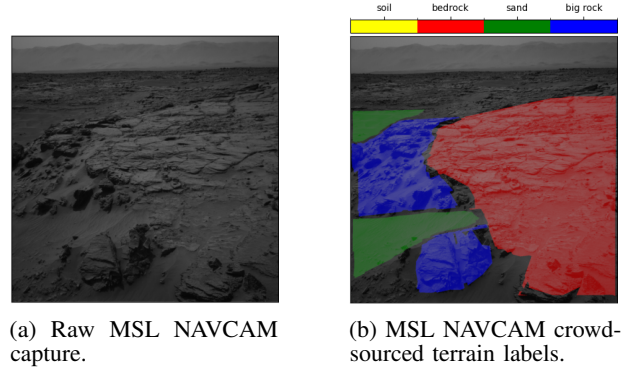 soil bedrock sand big rock
(a) Raw MSL NAVCAM
capture.
(b) MSL NAVCAM crowd-
sourced terrain labels.